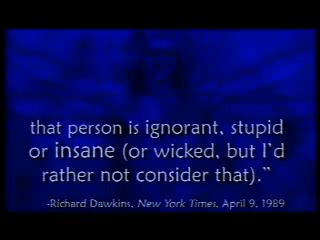 that person is ignorant, stupid
or insane (or wicked, but I'd
rather not consider that)."
-Richard Dawkins, New York Times, April 9, 1989